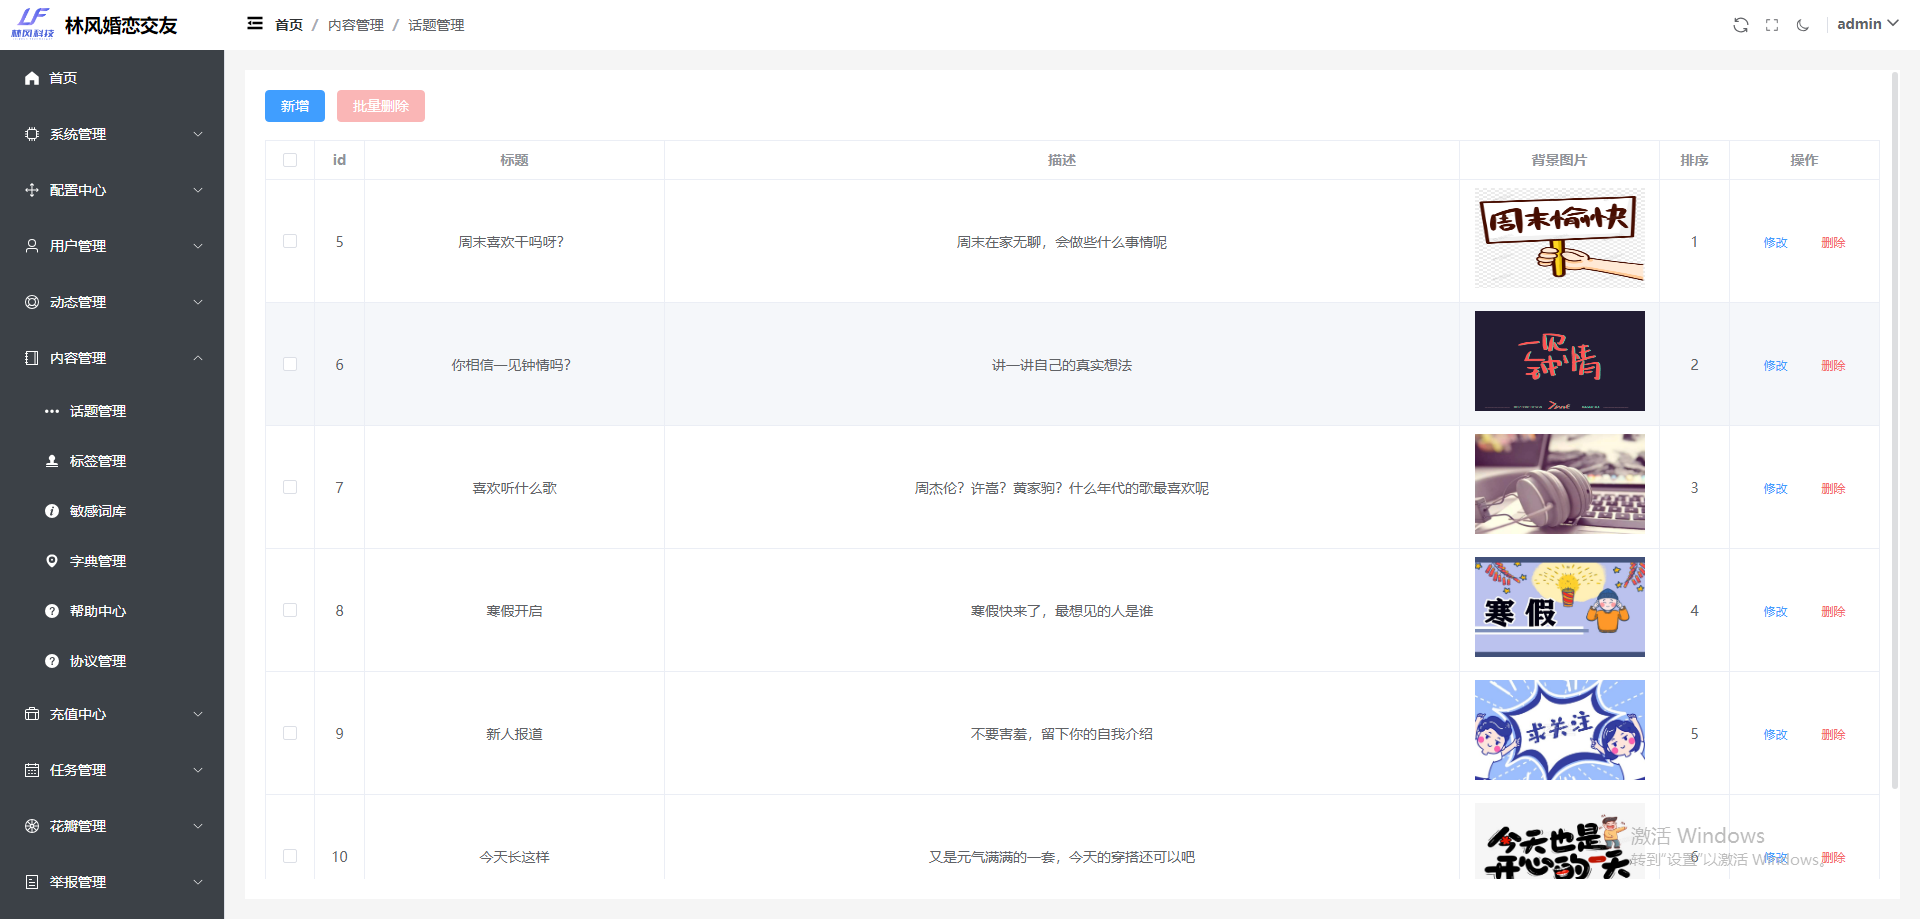 LF
林风科技
林风婚恋交友
首页 / 内容管理 / 话题管理
admin
首页
系统管理
配置中心
用户管理
动态管理
内容管理
话题管理
标签管理
敏感词库
字典管理
帮助中心
协议管理
充值中心
任务管理
花瓣管理
举报管理
新增
批量删除
id 标题 描述 背景图片 排序 操作
5 周末喜欢干吗呀? 周末在家无聊，会做些什么事情呢 周末愉快 1 修改 删除
6 你相信一见钟情吗? 讲一讲自己的真实想法 一见钟情 2 修改 删除
7 喜欢听什么歌 周杰伦？许嵩？黄家驹？什么年代的歌最喜欢呢 3 修改 删除
8 寒假开启 寒假快来了，最想见的人是谁 寒假 4 修改 删除
9 新人报道 不要害羞，留下你的自我介绍 求关注 5 修改 删除
10 今天长这样 又是元气满满的一套，今天的穿搭还可以吧 今天也是开心的一天 6 修改 删除
激活 Windows
转到"设置"以激活 Windows。